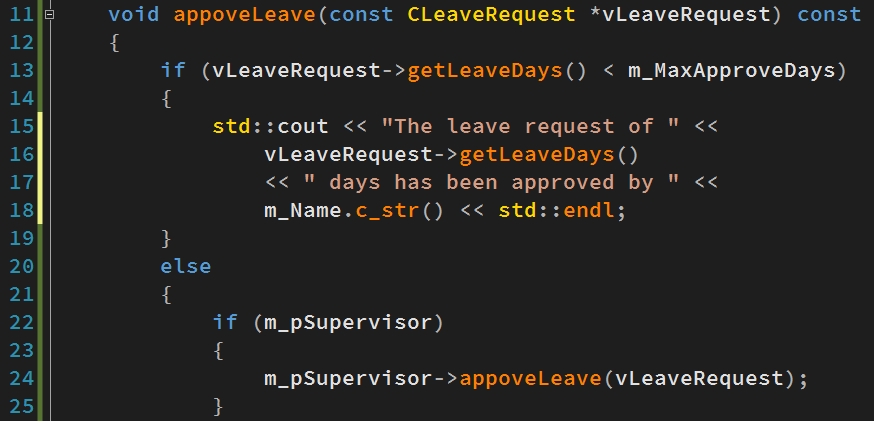 11 void appoveLeave(const CLeaveRequest *vLeaveRequest) const
12 {
13 if (vLeaveRequest->getLeaveDays() < m_MaxApproveDays)
14 {
15 std::cout << "The leave request of " <<
16 vLeaveRequest->getLeaveDays()
17 << " days has been approved by " <<
18 m_Name.c_str() << std::endl;
19 }
20 else
21 {
22 if (m_pSupervisor)
23 {
24 m_pSupervisor->appoveLeave(vLeaveRequest);
25 }